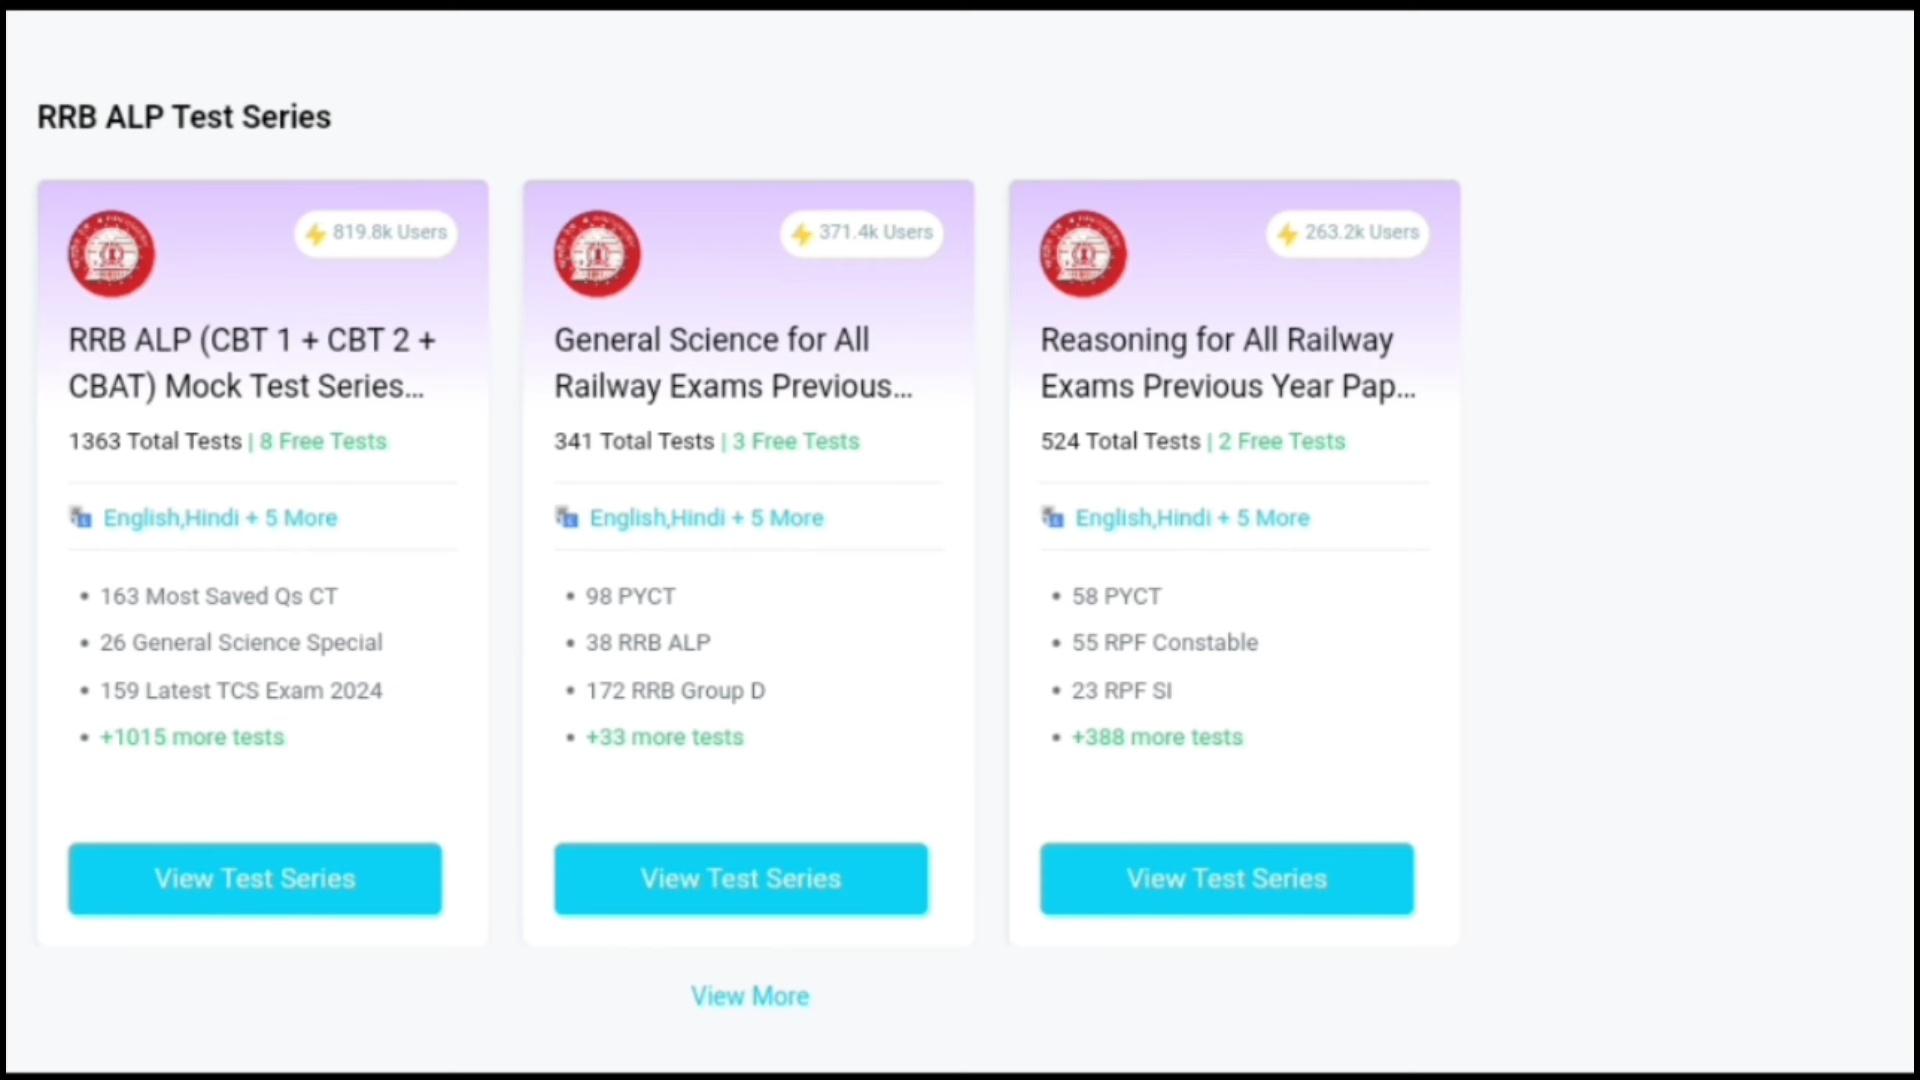 RRB ALP Test Series
819.8k Users
RRB ALP (CBT 1 + CBT 2 +
CBAT) Mock Test Series...
1363 Total Tests | 8 Free Tests
English,Hindi + 5 More
• 163 Most Saved Qs CT
• 26 General Science Special
• 159 Latest TCS Exam 2024
• +1015 more tests
View Test Series
371.4k Users
General Science for All
Railway Exams Previous...
341 Total Tests | 3 Free Tests
English,Hindi + 5 More
• 98 PYCT
• 38 RRB ALP
• 172 RRB Group D
• +33 more tests
View Test Series
263.2k Users
Reasoning for All Railway
Exams Previous Year Pap...
524 Total Tests | 2 Free Tests
English,Hindi + 5 More
• 58 PYCT
• 55 RPF Constable
• 23 RPF SI
• +388 more tests
View Test Series
View More